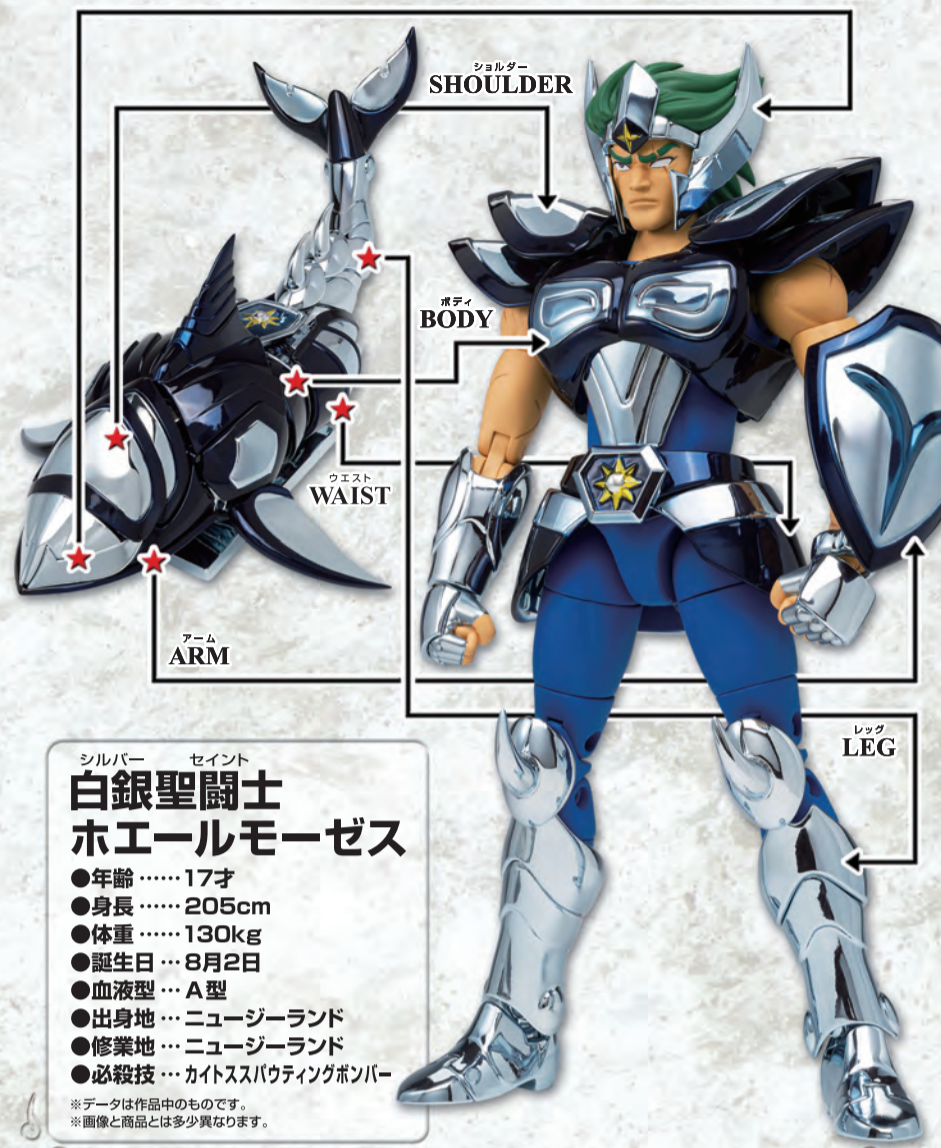 ショルダー
SHOULDER
ボディ
BODY
ウエスト
WAIST
アーム
ARM
レッグ
LEG
シルバー セイント
白銀聖闘士
ホエールモーゼス
●年齢……17才
●身長……205cm
●体重……130kg
●誕生日…8月2日
●血液型…A型
●出身地…ニュージーランド
●修業地…ニュージーランド
●必殺技…カイトススパウティングボンバー
※データは作品中のものです。
※画像と商品とは多少異なります。